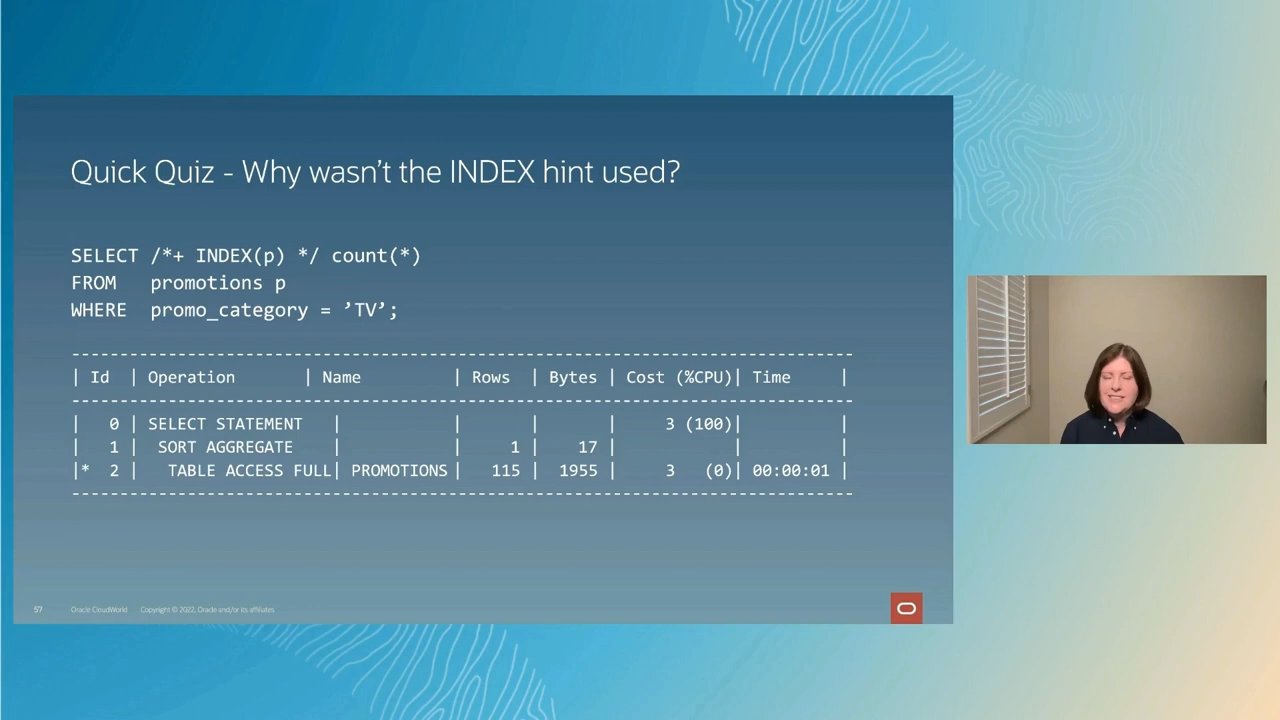 Quick Quiz - Why wasn’t the INDEX hint used?
SELECT /*+ INDEX(p) */ count(*)
FROM   promotions p
WHERE  promo_category = ’TV’;
-----------------------------------------------------------------------------------
| Id  | Operation       | Name        | Rows  | Bytes | Cost (%CPU)| Time     |
-----------------------------------------------------------------------------------
|   0 | SELECT STATEMENT   |            |       |       |     3 (100)|          |
|   1 |  SORT AGGREGATE    |            |     1 |    17 |            |          |
|*  2 |   TABLE ACCESS FULL| PROMOTIONS |   115 |  1955 |     3   (0)| 00:00:01 |
-----------------------------------------------------------------------------------
57 Oracle CloudWorld Copyright © 2022, Oracle and/or its affiliates